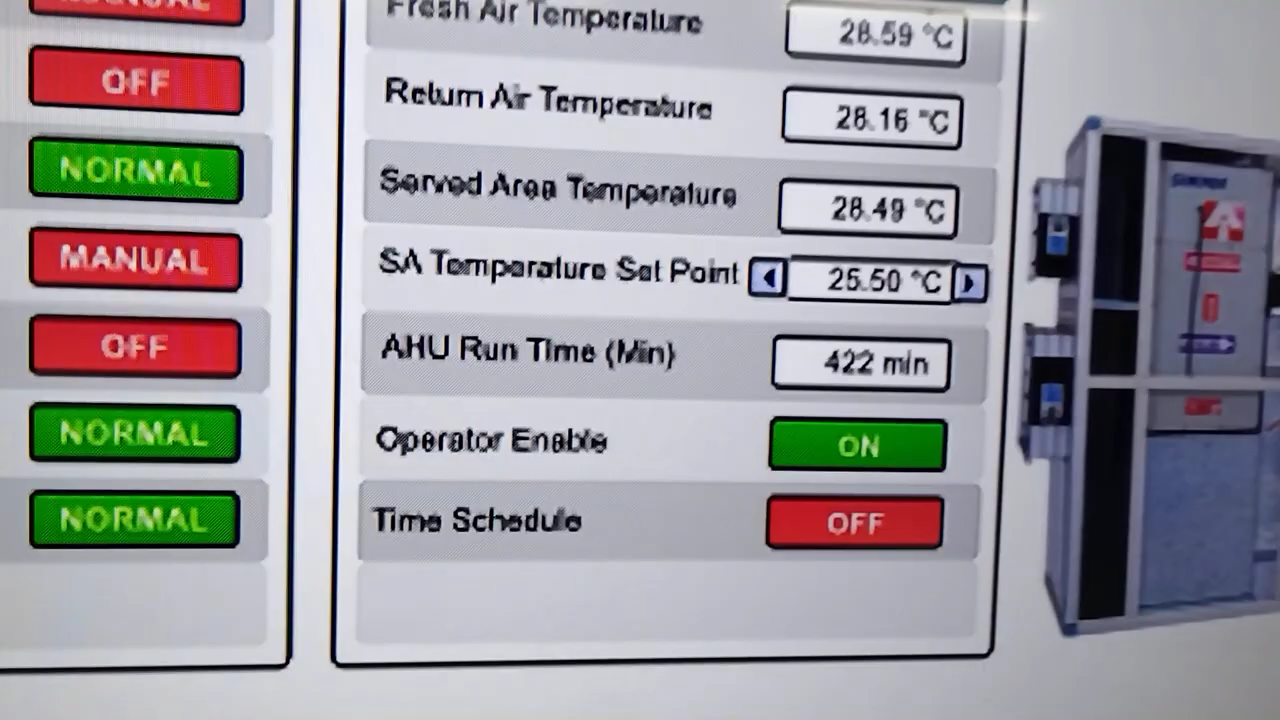 MANUAL
OFF
NORMAL
MANUAL
OFF
NORMAL
NORMAL
Fresh Air Temperature 28.59 °C
Return Air Temperature 28.16 °C
Served Area Temperature 28.49 °C
SA Temperature Set Point 25.50 °C
AHU Run Time (Min) 422 min
Operator Enable ON
Time Schedule OFF